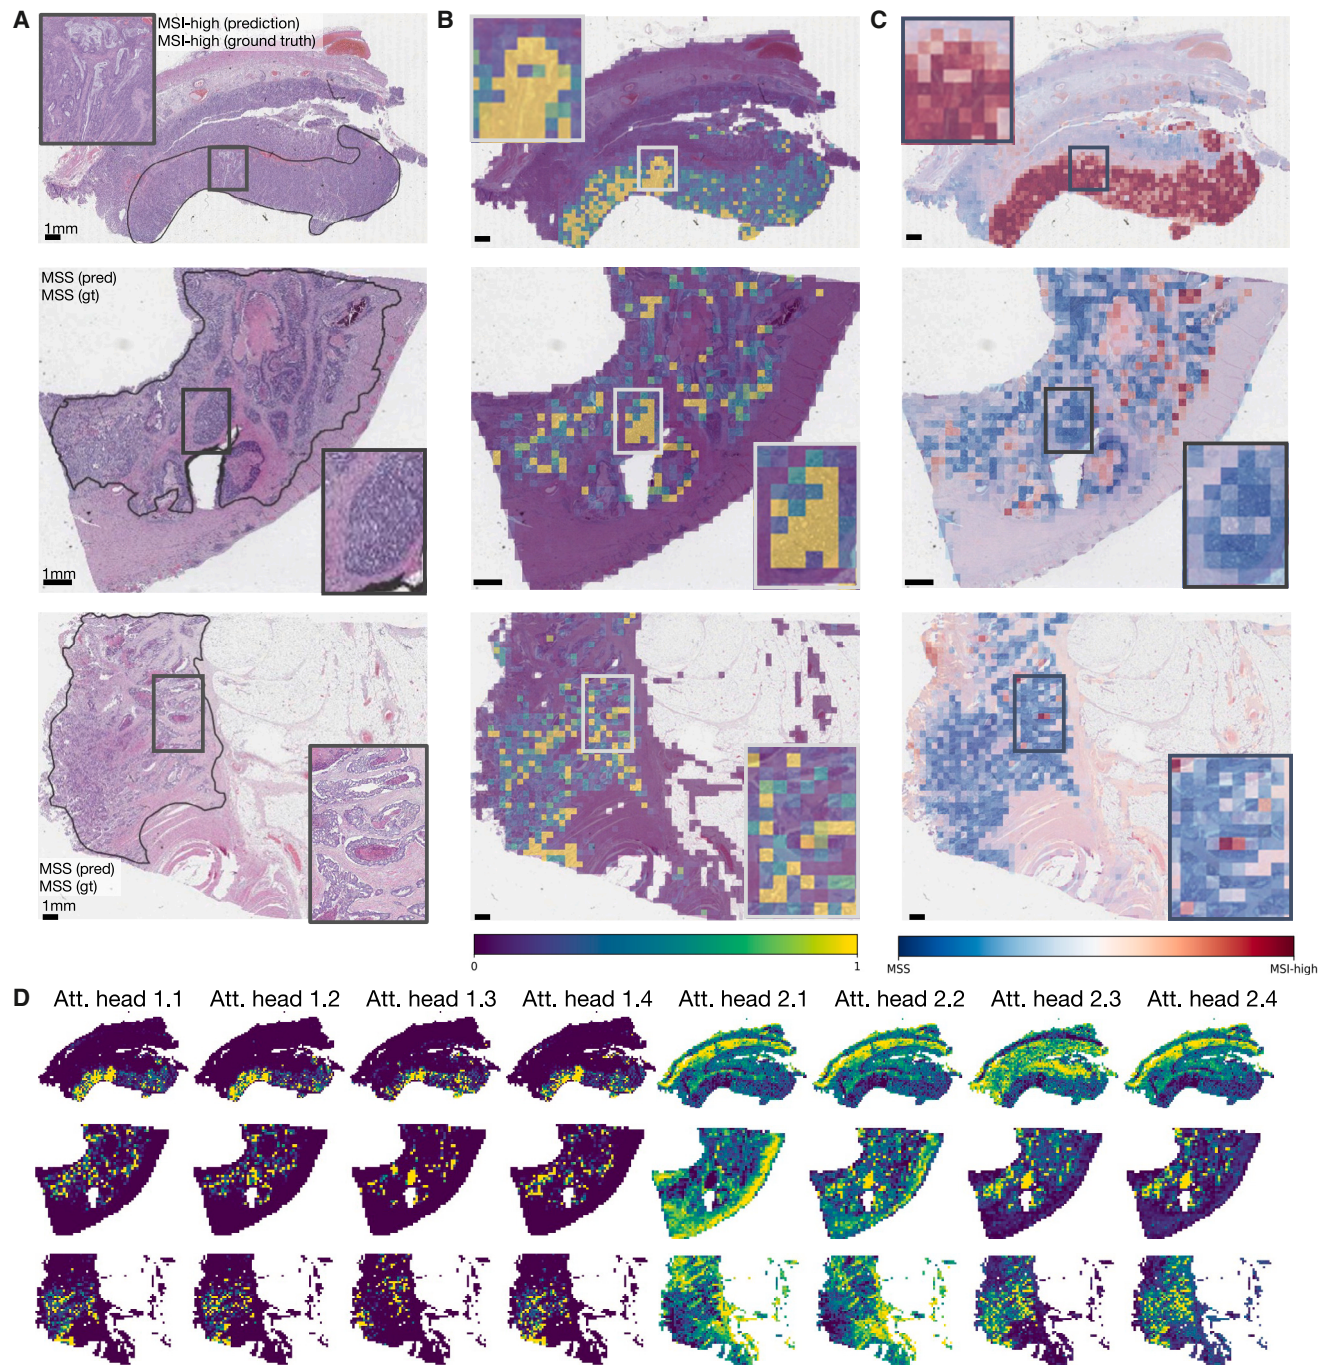 A
MSI-high (prediction)
MSI-high (ground truth)
1mm
B
C
MSS (pred)
MSS (gt)
1mm
MSS (pred)
MSS (gt)
1mm
0
1
MSS
MSI-high
D
Att. head 1.1
Att. head 1.2
Att. head 1.3
Att. head 1.4
Att. head 2.1
Att. head 2.2
Att. head 2.3
Att. head 2.4